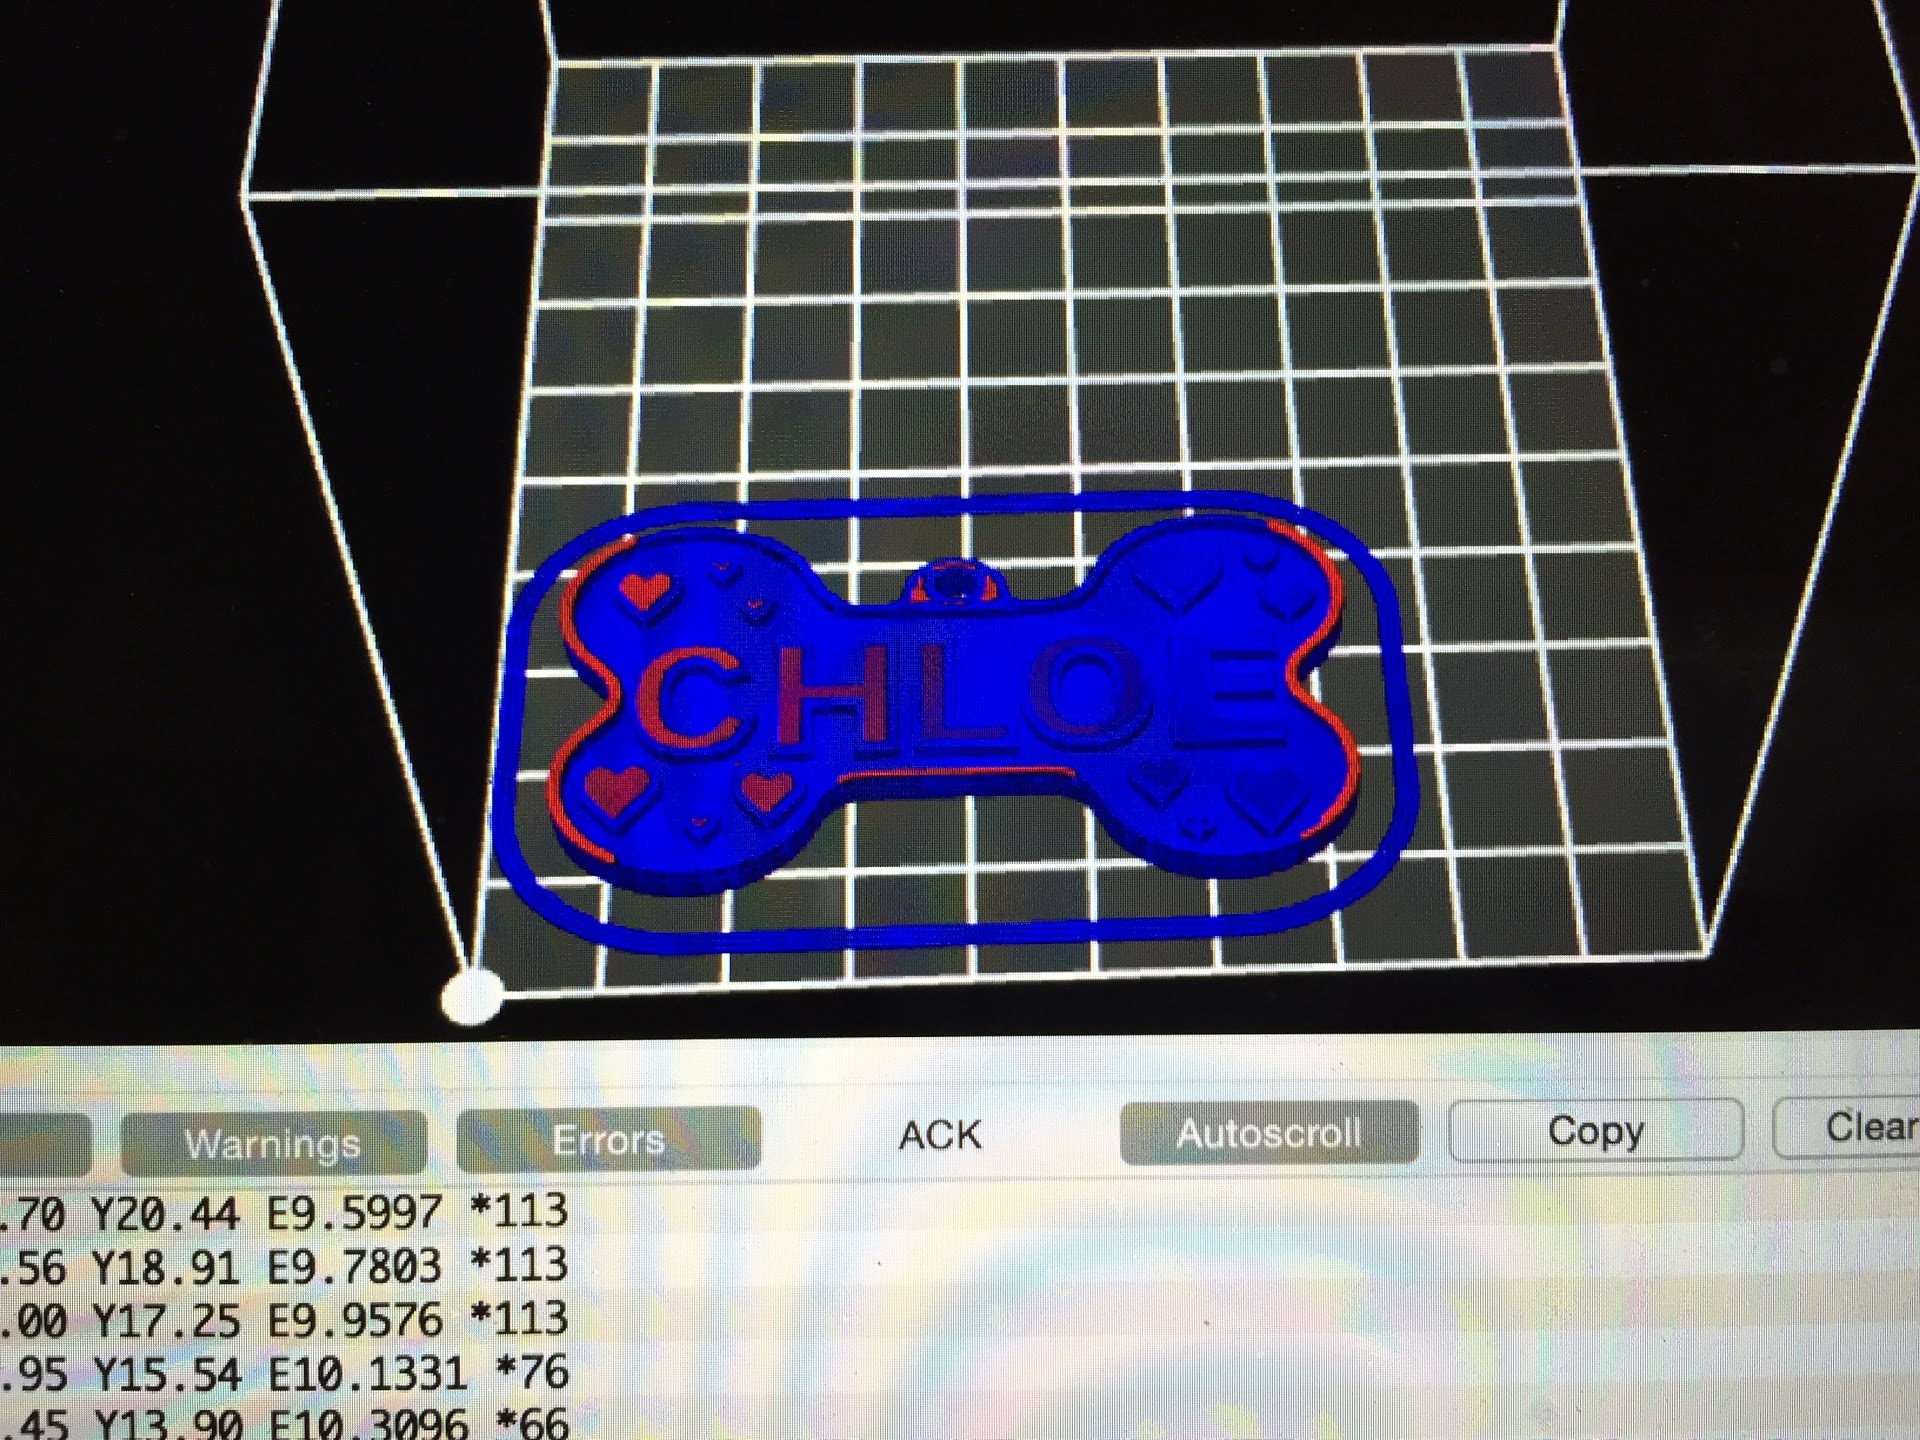 CHLOE
Warnings Errors ACK Autoscroll Copy Clear
.70 Y20.44 E9.5997 *113
.56 Y18.91 E9.7803 *113
.00 Y17.25 E9.9576 *113
.95 Y15.54 E10.1331 *76
.45 Y13.90 E10.3096 *66